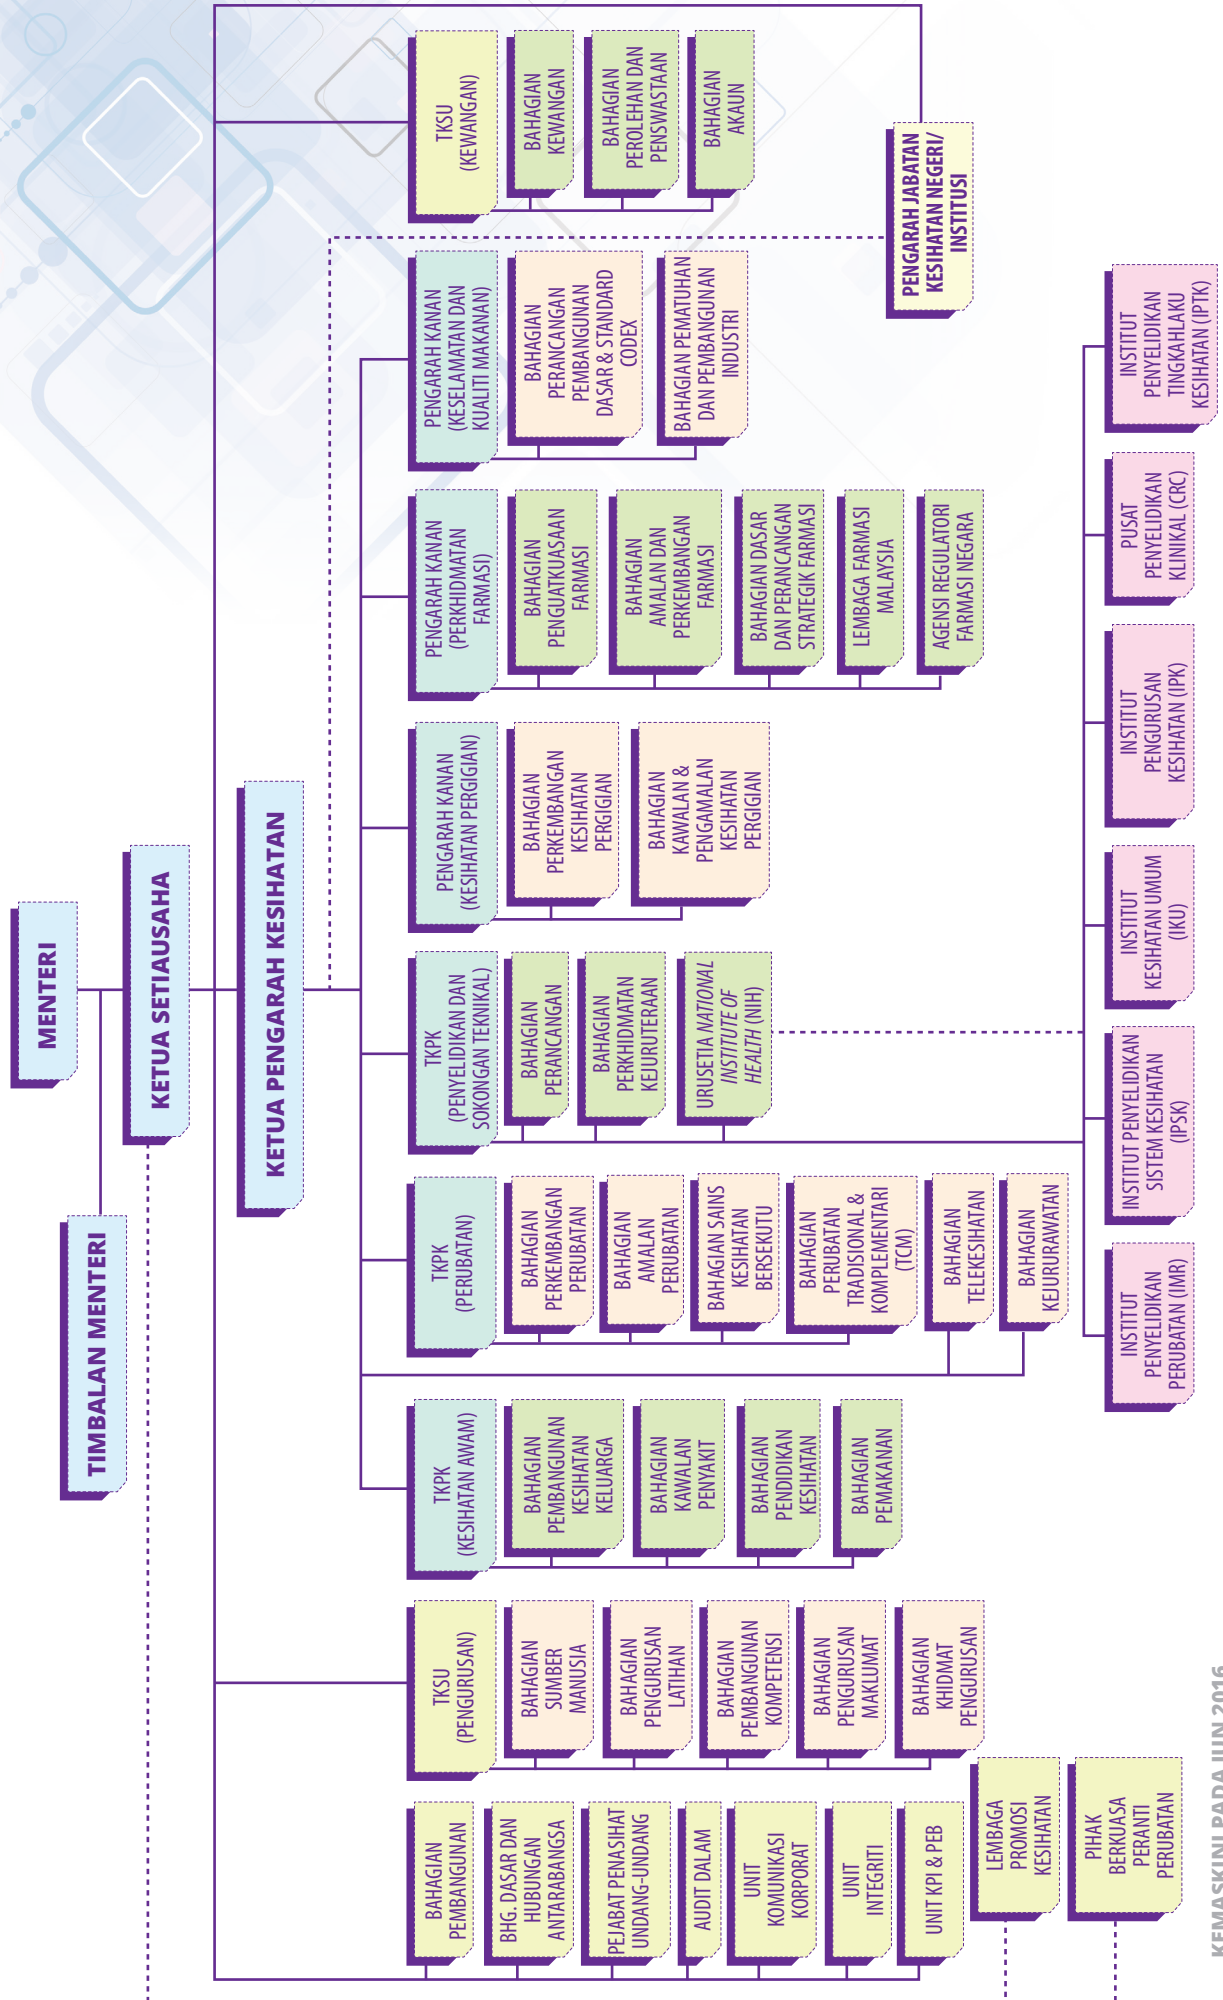 MENTERI
TIMBALAN MENTERI
KETUA SETIAUSAHA
KETUA PENGARAH KESIHATAN
BAHAGIAN
PEMBANGUNAN
BHG. DASAR DAN
HUBUNGAN
ANTARABANGSA
PEJABAT PENASIHAT
UNDANG-UNDANG
AUDIT DALAM
UNIT
KOMUNIKASI
KORPORAT
UNIT
INTEGRITI
UNIT KPI & PEB
LEMBAGA
PROMOSI
KESIHATAN
PIHAK
BERKUASA
PERANTI
PERUBATAN
TKSU
(PENGURUSAN)
BAHAGIAN
SUMBER
MANUSIA
BAHAGIAN
PENGURUSAN
LATIHAN
BAHAGIAN
PEMBANGUNAN
KOMPETENSI
BAHAGIAN
PENGURUSAN
MAKLUMAT
BAHAGIAN
KHIDMAT
PENGURUSAN
TKPK
(KESIHATAN AWAM)
BAHAGIAN
PEMBANGUNAN
KESIHATAN
KELUARGA
BAHAGIAN
KAWALAN
PENYAKIT
BAHAGIAN
PENDIDIKAN
KESIHATAN
BAHAGIAN
PEMAKANAN
TKPK
(PERUBATAN)
BAHAGIAN
PERKEMBANGAN
PERUBATAN
BAHAGIAN
AMALAN
PERUBATAN
BAHAGIAN SAINS
KESIHATAN
BERSEKUTU
BAHAGIAN
PERUBATAN
TRADISIONAL &
KOMPLEMENTARI
(TCM)
BAHAGIAN
TELEKESIHATAN
BAHAGIAN
KEJURURAWATAN
TKPK
(PENYELIDIKAN DAN
SOKONGAN TEKNIKAL)
BAHAGIAN
PERANCANGAN
BAHAGIAN
PERKHIDMATAN
KEJURUTERAAN
URUSETIA NATIONAL
INSTITUTE OF
HEALTH (NIH)
PENGARAH KANAN
(KESIHATAN PERGIGIAN)
BAHAGIAN
PERKEMBANGAN
KESIHATAN
PERGIGIAN
BAHAGIAN
KAWALAN &
PENGAMALAN
KESIHATAN
PERGIGIAN
PENGARAH KANAN
(PERKHIDMATAN
FARMASI)
BAHAGIAN
PENGUATKUASAAN
FARMASI
BAHAGIAN
AMALAN DAN
PERKEMBANGAN
FARMASI
BAHAGIAN DASAR
DAN PERANCANGAN
STRATEGIK FARMASI
LEMBAGA FARMASI
MALAYSIA
AGENSI REGULATORI
FARMASI NEGARA
PENGARAH KANAN
(KESELAMATAN DAN
KUALITI MAKANAN)
BAHAGIAN
PERANCANGAN
PEMBANGUNAN
DASAR & STANDARD
CODEX
BAHAGIAN PEMATUHAN
DAN PEMBANGUNAN
INDUSTRI
TKSU
(KEWANGAN)
BAHAGIAN
KEWANGAN
BAHAGIAN
PEROLEHAN DAN
PENSWASTAAN
BAHAGIAN
AKAUN
PENGARAH JABATAN
KESIHATAN NEGERI/
INSTITUSI
INSTITUT
PENYELIDIKAN
PERUBATAN (IMR)
INSTITUT PENYELIDIKAN
SISTEM KESIHATAN
(IPSK)
INSTITUT
KESIHATAN UMUM
(IKU)
INSTITUT
PENGURUSAN
KESIHATAN (IPK)
PUSAT
PENYELIDIKAN
KLINIKAL (CRC)
INSTITUT
PENYELIDIKAN
TINGKAHLAKU
KESIHATAN (IPTK)
KEMASKINI PADA JUN 2016